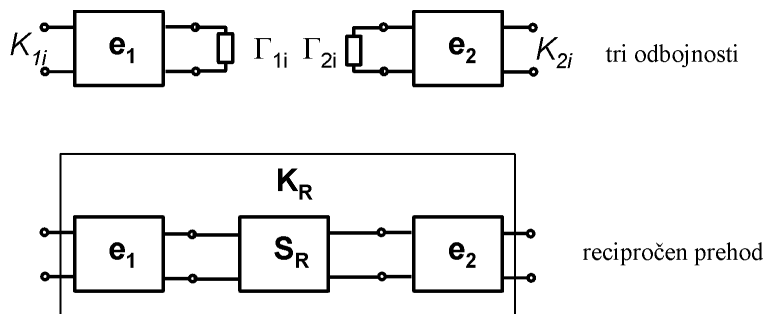 K1i e1 Γ1i Γ2i e2 K2i tri odbojnosti
KR
e1 SR e2 recipročen prehod